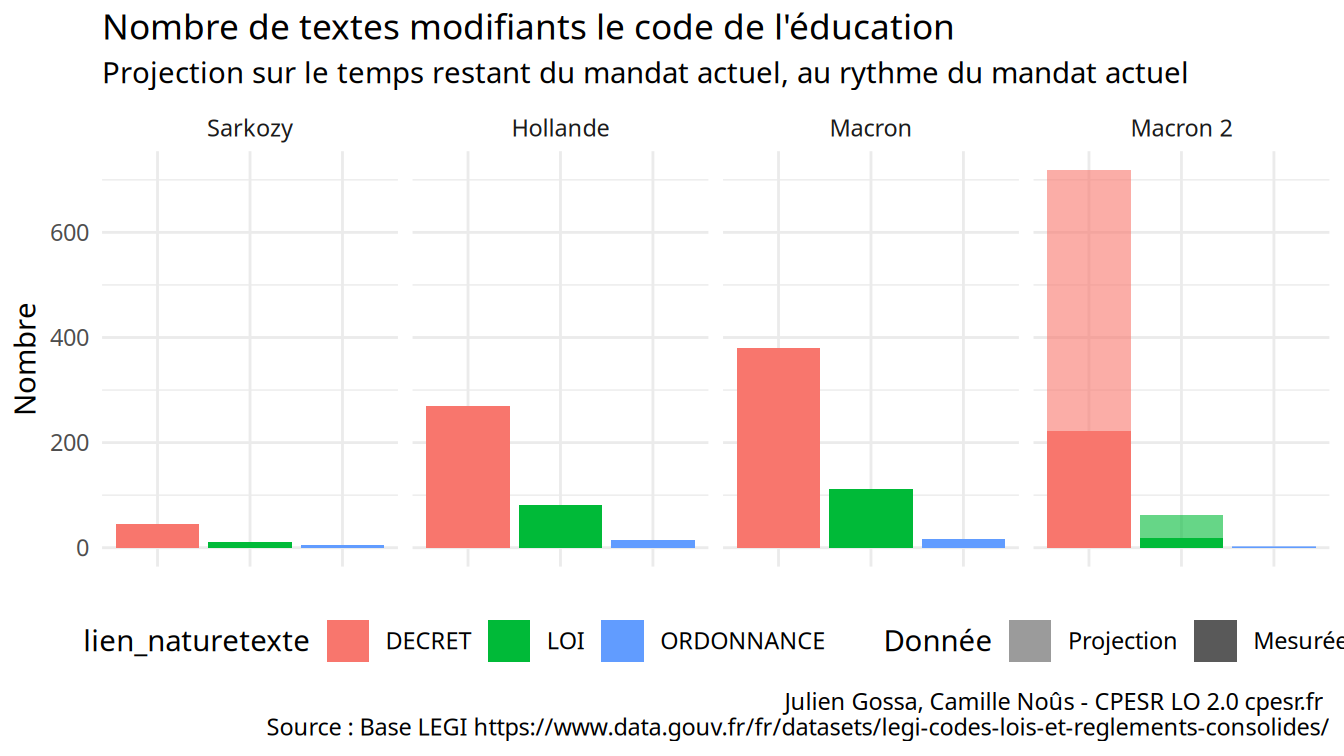 Nombre de textes modifiants le code de l'éducation
Projection sur le temps restant du mandat actuel, au rythme du mandat actuel
Sarkozy Hollande Macron Macron 2
600
400
200
0
Nombre
lien_naturetexte DECRET LOI ORDONNANCE Donnée Projection Mesurée
Julien Gossa, Camille Noûs - CPESR LO 2.0 cpesr.fr
Source : Base LEGI https://www.data.gouv.fr/fr/datasets/legi-codes-lois-et-reglements-consolides/